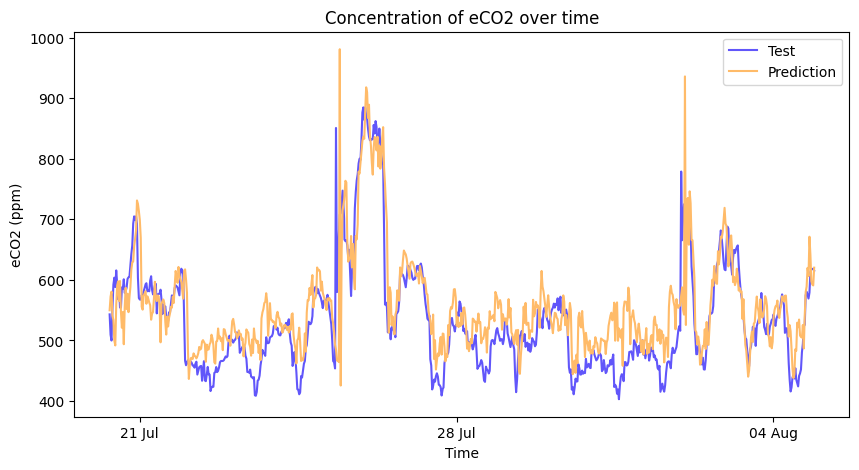 Concentration of eCO2 over time
Test
Prediction
eCO2 (ppm)
1000
900
800
700
600
500
400
21 Jul
28 Jul
04 Aug
Time